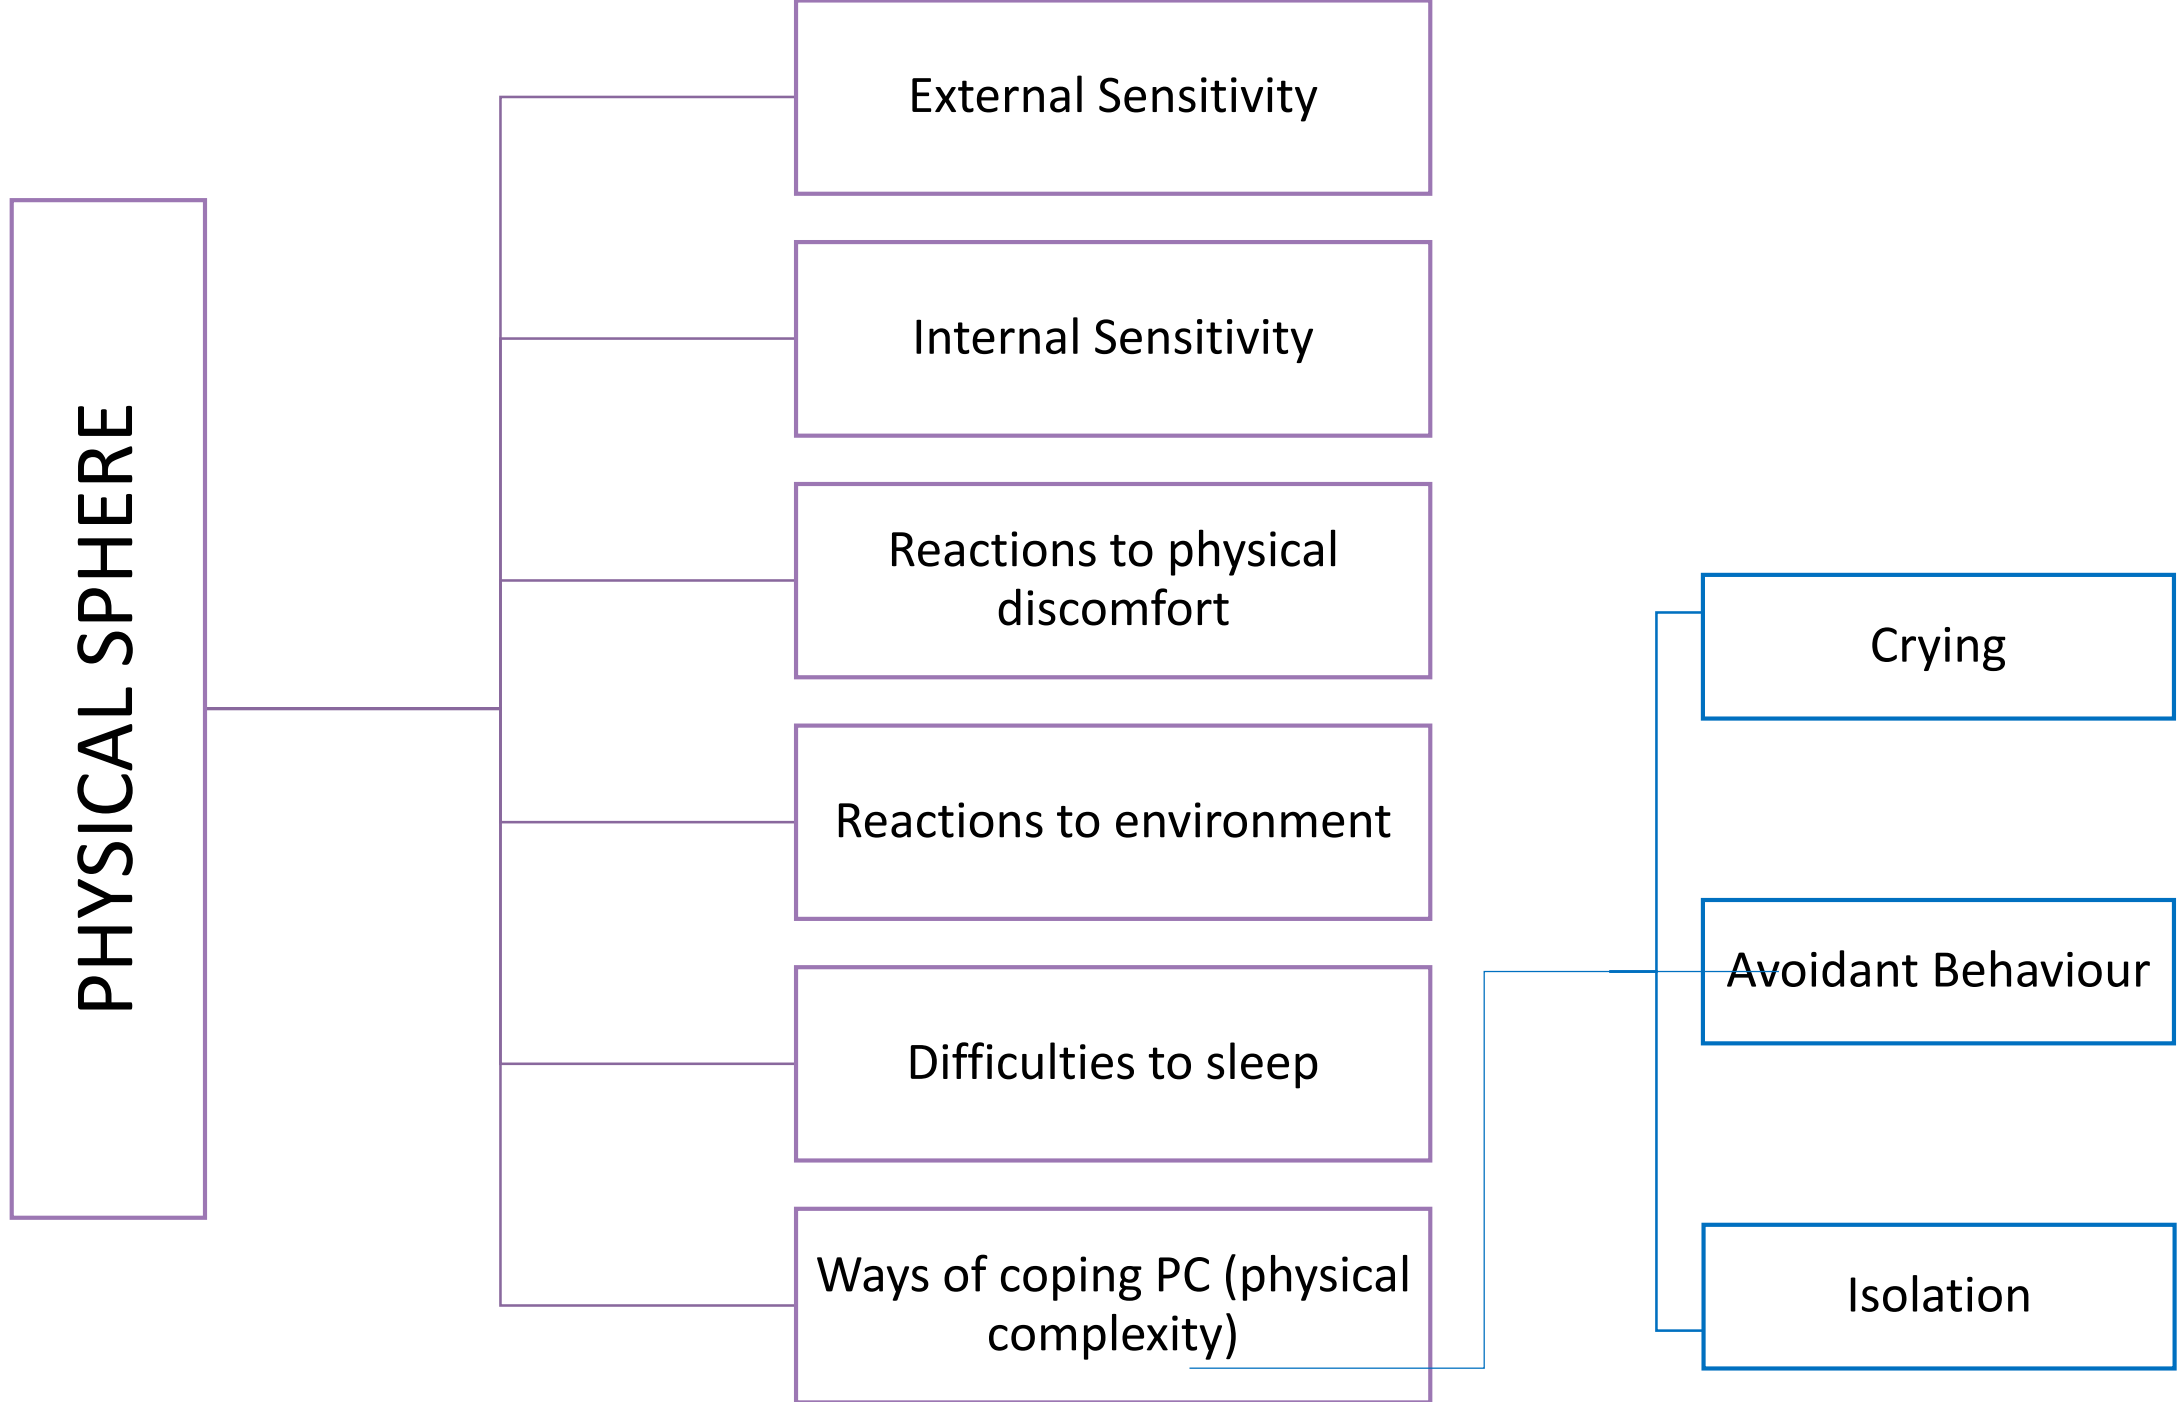 PHYSICAL SPHERE
External Sensitivity
Internal Sensitivity
Reactions to physical
discomfort
Reactions to environment
Difficulties to sleep
Ways of coping PC (physical
complexity)
Crying
Avoidant Behaviour
Isolation